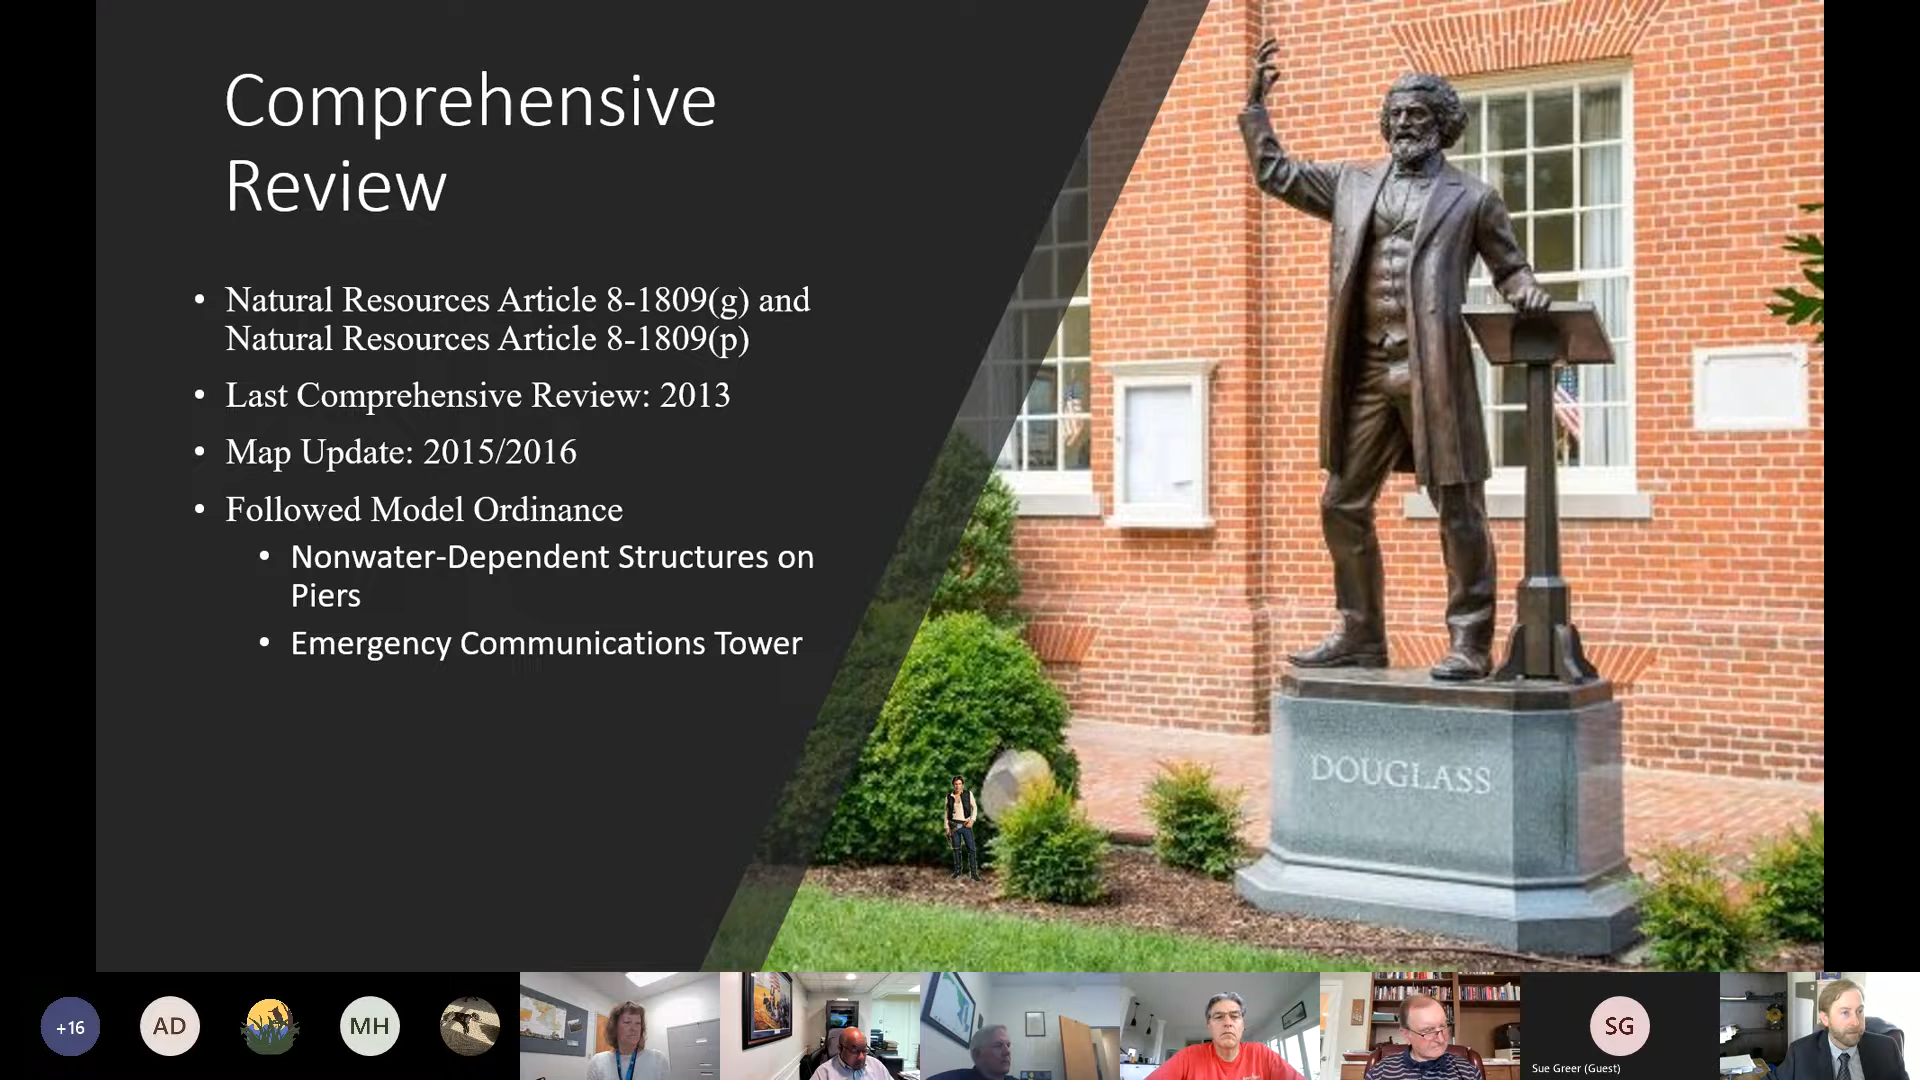 Comprehensive
Review
• Natural Resources Article 8-1809(g) and
Natural Resources Article 8-1809(p)
• Last Comprehensive Review: 2013
• Map Update: 2015/2016
• Followed Model Ordinance
• Nonwater-Dependent Structures on
Piers
• Emergency Communications Tower
DOUGLASS
+16
AD
MH
SG
Sue Greer (Guest)